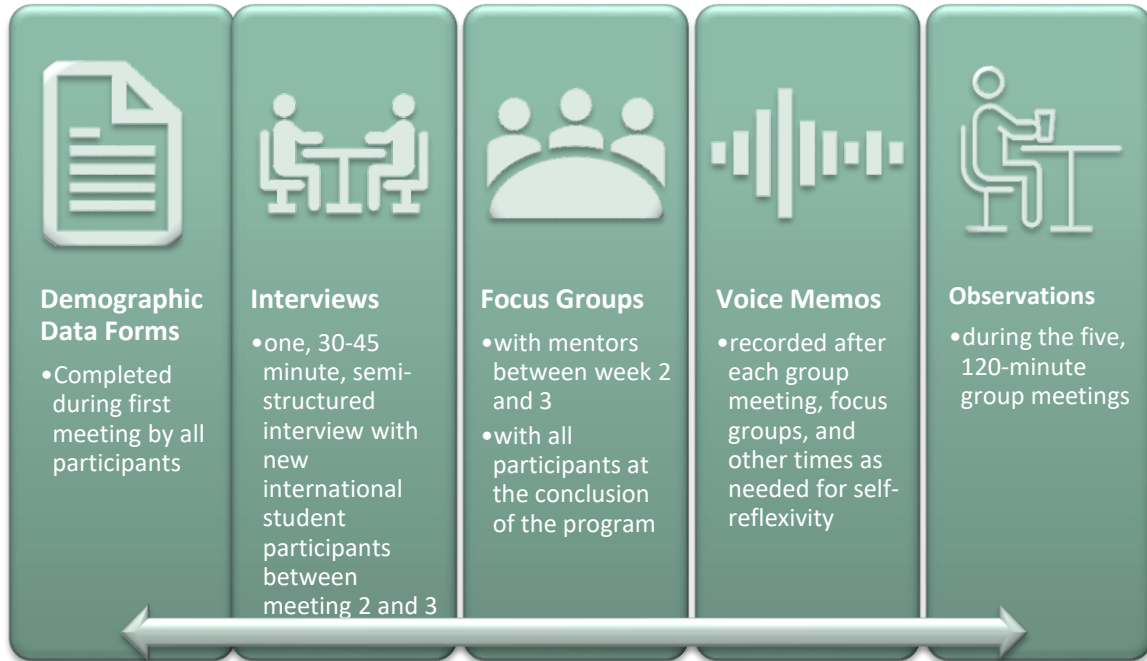 Demographic
Data Forms
•Completed
during first
meeting by all
participants
Interviews
•one, 30-45
minute, semi-
structured
interview with
new
international
student
participants
between
meeting 2 and 3
Focus Groups
•with mentors
between week 2
and 3
•with all
participants at
the conclusion
of the program
Voice Memos
•recorded after
each group
meeting, focus
groups, and
other times as
needed for self-
reflexivity
Observations
•during the five,
120-minute
group meetings